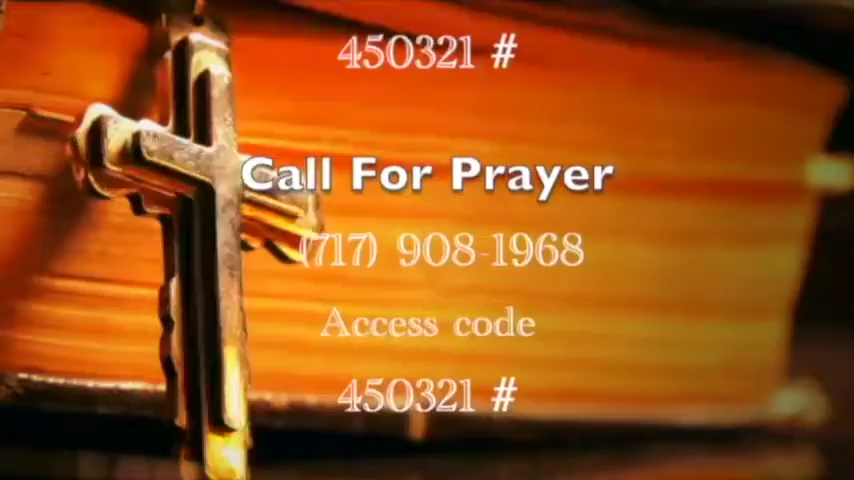 450321 #
Call For Prayer
(717) 908-1968
Access code
450321 #